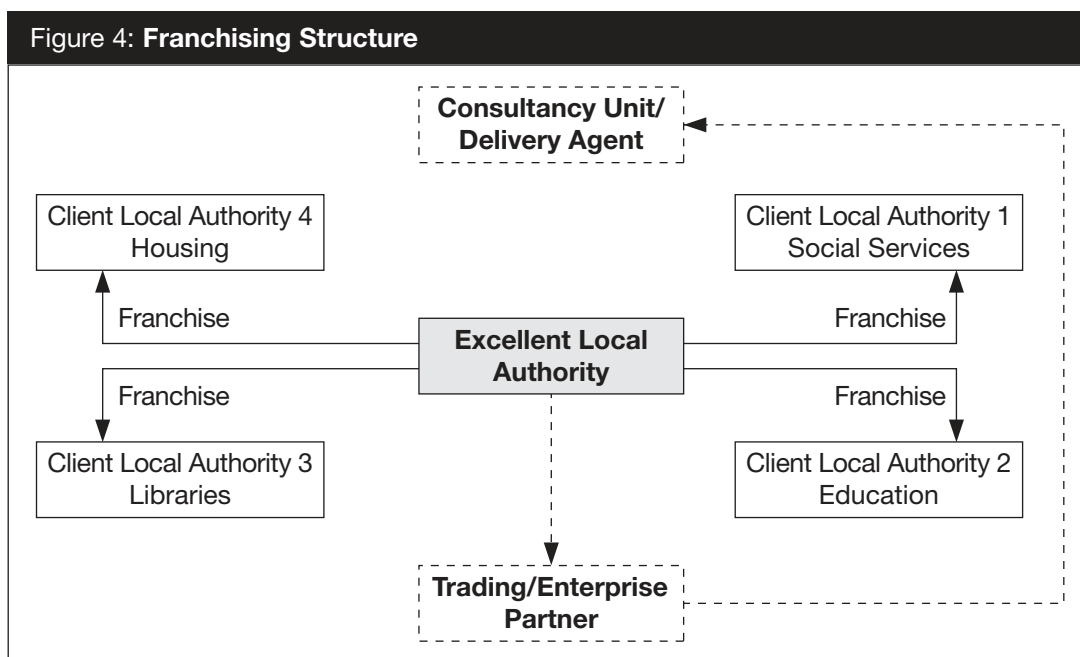 Figure 4: Franchising Structure
Consultancy Unit/
Delivery Agent
Client Local Authority 4
Housing
Client Local Authority 1
Social Services
Franchise
Franchise
Excellent Local
Authority
Franchise
Franchise
Client Local Authority 3
Libraries
Client Local Authority 2
Education
Trading/Enterprise
Partner